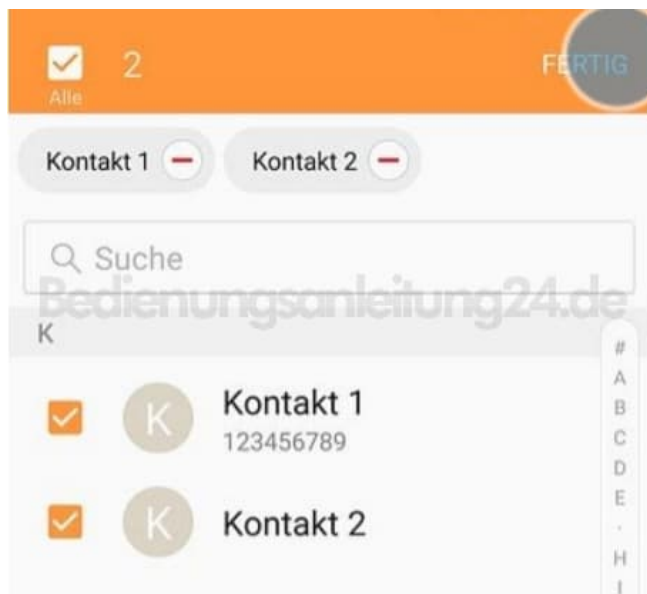 2
FERTIG
Alle
Kontakt 1
Kontakt 2
Suche
Bedienungsanleitung24.de
K
#
A
B
C
D
E
.
H
I
K
Kontakt 1
123456789
K
Kontakt 2